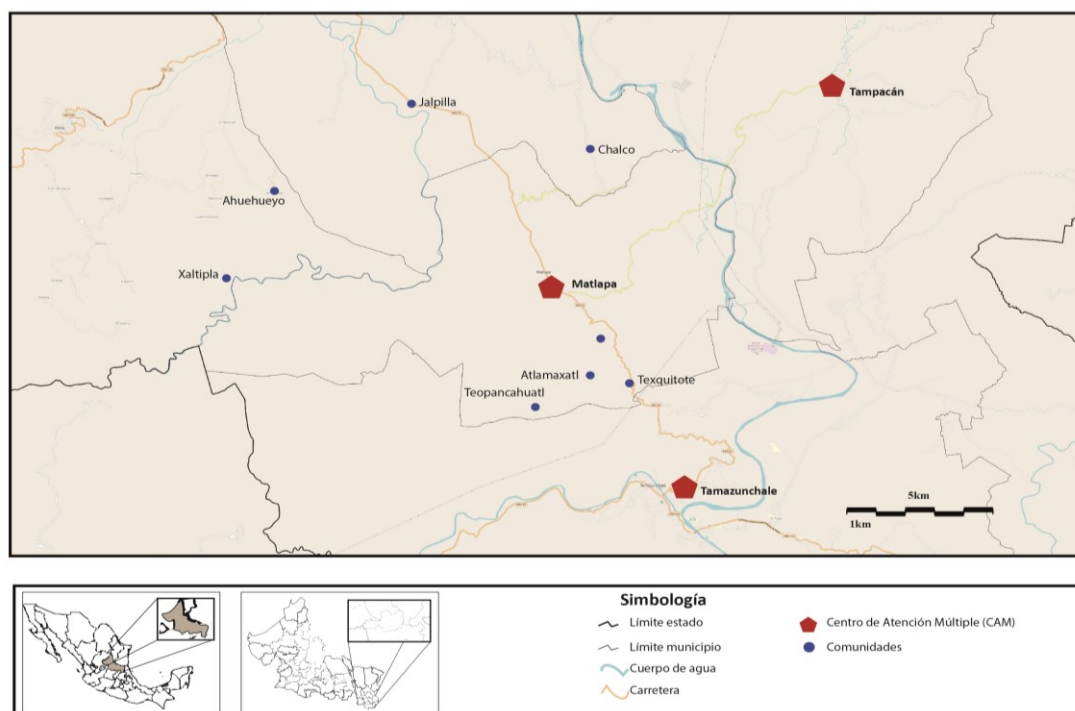 Jalpilla
Tampacán
Chalco
Ahuehueyo
Xaltipla
Matlapa
Atlamaxatl
Texquitote
Teopancahuatl
Tamazunchale
5km
1km
Simbología
Límite estado
Límite municipio
Cuerpo de agua
Carretera
Centro de Atención Múltiple (CAM)
Comunidades